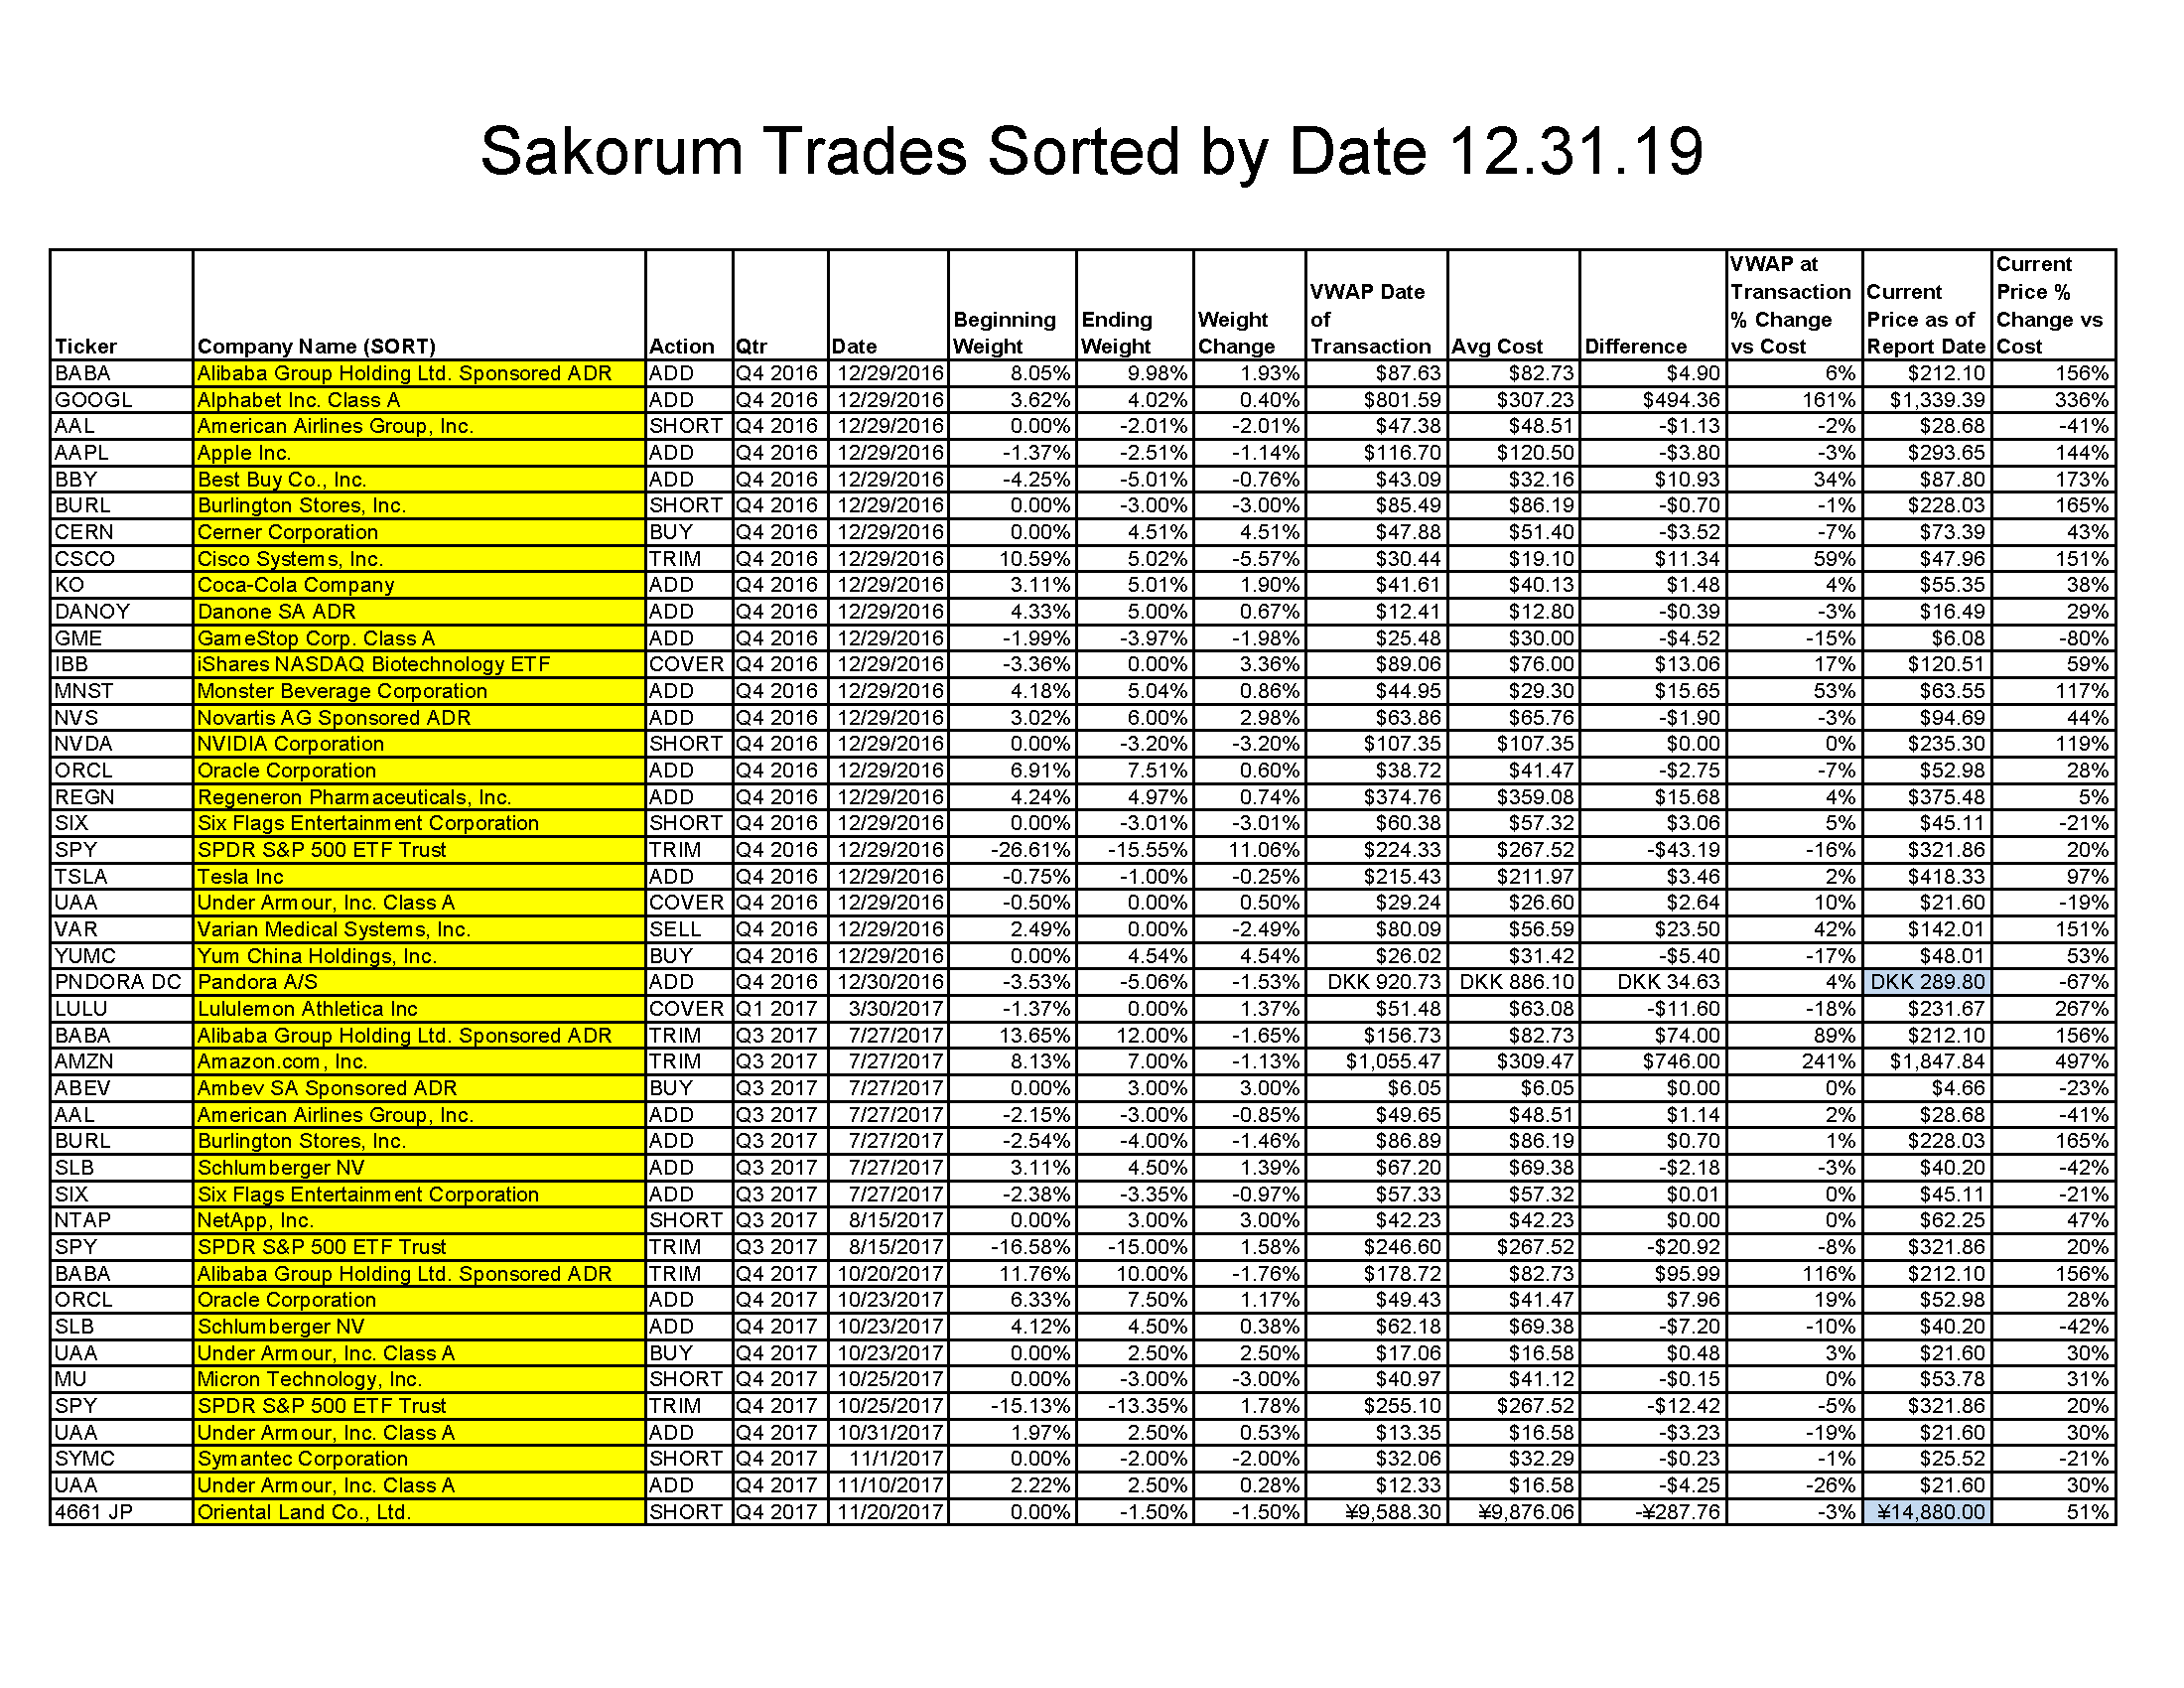 Sakorum Trades Sorted by Date 12.31.19
Ticker Company Name (SORT) Action Qtr Date Beginning Weight Ending Weight Weight Change VWAP Date of Transaction Avg Cost Difference VWAP at Transaction % Change vs Cost Current Price as of Report Date Current Price % Change vs Cost
BABA Alibaba Group Holding Ltd. Sponsored ADR ADD Q4 2016 12/29/2016 8.05% 9.98% 1.93% $87.63 $82.73 $4.90 6% $212.10 156%
GOOGL Alphabet Inc. Class A ADD Q4 2016 12/29/2016 3.62% 4.02% 0.40% $801.59 $307.23 $494.36 161% $1,339.39 336%
AAL American Airlines Group, Inc. SHORT Q4 2016 12/29/2016 0.00% -2.01% -2.01% $47.38 $48.51 -$1.13 -2% $28.68 -41%
AAPL Apple Inc. ADD Q4 2016 12/29/2016 -1.37% -2.51% -1.14% $116.70 $120.50 -$3.80 -3% $293.65 144%
BBY Best Buy Co., Inc. ADD Q4 2016 12/29/2016 -4.25% -5.01% -0.76% $43.09 $32.16 $10.93 34% $87.80 173%
BURL Burlington Stores, Inc. SHORT Q4 2016 12/29/2016 0.00% -3.00% -3.00% $85.49 $86.19 -$0.70 -1% $228.03 165%
CERN Cerner Corporation BUY Q4 2016 12/29/2016 0.00% 4.51% 4.51% $47.88 $51.40 -$3.52 -7% $73.39 43%
CSCO Cisco Systems, Inc. TRIM Q4 2016 12/29/2016 10.59% 5.02% -5.57% $30.44 $19.10 $11.34 59% $47.96 151%
KO Coca-Cola Company ADD Q4 2016 12/29/2016 3.11% 5.01% 1.90% $41.61 $40.13 $1.48 4% $55.35 38%
DANOY Danone SA ADR ADD Q4 2016 12/29/2016 4.33% 5.00% 0.67% $12.41 $12.80 -$0.39 -3% $16.49 29%
GME GameStop Corp. Class A ADD Q4 2016 12/29/2016 -1.99% -3.97% -1.98% $25.48 $30.00 -$4.52 -15% $6.08 -80%
IBB iShares NASDAQ Biotechnology ETF COVER Q4 2016 12/29/2016 -3.36% 0.00% 3.36% $89.06 $76.00 $13.06 17% $120.51 59%
MNST Monster Beverage Corporation ADD Q4 2016 12/29/2016 4.18% 5.04% 0.86% $44.95 $29.30 $15.65 53% $63.55 117%
NVS Novartis AG Sponsored ADR ADD Q4 2016 12/29/2016 3.02% 6.00% 2.98% $63.86 $65.76 -$1.90 -3% $94.69 44%
NVDA NVIDIA Corporation SHORT Q4 2016 12/29/2016 0.00% -3.20% -3.20% $107.35 $107.35 $0.00 0% $235.30 119%
ORCL Oracle Corporation ADD Q4 2016 12/29/2016 6.91% 7.51% 0.60% $38.72 $41.47 -$2.75 -7% $52.98 28%
REGN Regeneron Pharmaceuticals, Inc. ADD Q4 2016 12/29/2016 4.24% 4.97% 0.74% $374.76 $359.08 $15.68 4% $375.48 5%
SIX Six Flags Entertainment Corporation SHORT Q4 2016 12/29/2016 0.00% -3.01% -3.01% $60.38 $57.32 $3.06 5% $45.11 -21%
SPY SPDR S&P 500 ETF Trust TRIM Q4 2016 12/29/2016 -26.61% -15.55% 11.06% $224.33 $267.52 -$43.19 -16% $321.86 20%
TSLA Tesla Inc ADD Q4 2016 12/29/2016 -0.75% -1.00% -0.25% $215.43 $211.97 $3.46 2% $418.33 97%
UAA Under Armour, Inc. Class A COVER Q4 2016 12/29/2016 -0.50% 0.00% 0.50% $29.24 $26.60 $2.64 10% $21.60 -19%
VAR Varian Medical Systems, Inc. SELL Q4 2016 12/29/2016 2.49% 0.00% -2.49% $80.09 $56.59 $23.50 42% $142.01 151%
YUMC Yum China Holdings, Inc. BUY Q4 2016 12/29/2016 0.00% 4.54% 4.54% $26.02 $31.42 -$5.40 -17% $48.01 53%
PNDORA DC Pandora A/S ADD Q4 2016 12/30/2016 -3.53% -5.06% -1.53% DKK 920.73 DKK 886.10 DKK 34.63 4% DKK 289.80 -67%
LULU Lululemon Athletica Inc COVER Q1 2017 3/30/2017 -1.37% 0.00% 1.37% $51.48 $63.08 -$11.60 -18% $231.67 267%
BABA Alibaba Group Holding Ltd. Sponsored ADR TRIM Q3 2017 7/27/2017 13.65% 12.00% -1.65% $156.73 $82.73 $74.00 89% $212.10 156%
AMZN Amazon.com, Inc. TRIM Q3 2017 7/27/2017 8.13% 7.00% -1.13% $1,055.47 $309.47 $746.00 241% $1,847.84 497%
ABEV Ambev SA Sponsored ADR BUY Q3 2017 7/27/2017 0.00% 3.00% 3.00% $6.05 $6.05 $0.00 0% $4.66 -23%
AAL American Airlines Group, Inc. ADD Q3 2017 7/27/2017 -2.15% -3.00% -0.85% $49.65 $48.51 $1.14 2% $28.68 -41%
BURL Burlington Stores, Inc. ADD Q3 2017 7/27/2017 -2.54% -4.00% -1.46% $86.89 $86.19 $0.70 1% $228.03 165%
SLB Schlumberger NV ADD Q3 2017 7/27/2017 3.11% 4.50% 1.39% $67.20 $69.38 -$2.18 -3% $40.20 -42%
SIX Six Flags Entertainment Corporation ADD Q3 2017 7/27/2017 -2.38% -3.35% -0.97% $57.33 $57.32 $0.01 0% $45.11 -21%
NTAP NetApp, Inc. SHORT Q3 2017 8/15/2017 0.00% 3.00% 3.00% $42.23 $42.23 $0.00 0% $62.25 47%
SPY SPDR S&P 500 ETF Trust TRIM Q3 2017 8/15/2017 -16.58% -15.00% 1.58% $246.60 $267.52 -$20.92 -8% $321.86 20%
BABA Alibaba Group Holding Ltd. Sponsored ADR TRIM Q4 2017 10/20/2017 11.76% 10.00% -1.76% $178.72 $82.73 $95.99 116% $212.10 156%
ORCL Oracle Corporation ADD Q4 2017 10/23/2017 6.33% 7.50% 1.17% $49.43 $41.47 $7.96 19% $52.98 28%
SLB Schlumberger NV ADD Q4 2017 10/23/2017 4.12% 4.50% 0.38% $62.18 $69.38 -$7.20 -10% $40.20 -42%
UAA Under Armour, Inc. Class A BUY Q4 2017 10/23/2017 0.00% 2.50% 2.50% $17.06 $16.58 $0.48 3% $21.60 30%
MU Micron Technology, Inc. SHORT Q4 2017 10/25/2017 0.00% -3.00% -3.00% $40.97 $41.12 -$0.15 0% $53.78 31%
SPY SPDR S&P 500 ETF Trust TRIM Q4 2017 10/25/2017 -15.13% -13.35% 1.78% $255.10 $267.52 -$12.42 -5% $321.86 20%
UAA Under Armour, Inc. Class A ADD Q4 2017 10/31/2017 1.97% 2.50% 0.53% $13.35 $16.58 -$3.23 -19% $21.60 30%
SYMC Symantec Corporation SHORT Q4 2017 11/1/2017 0.00% -2.00% -2.00% $32.06 $32.29 -$0.23 -1% $25.52 -21%
UAA Under Armour, Inc. Class A ADD Q4 2017 11/10/2017 2.22% 2.50% 0.28% $12.33 $16.58 -$4.25 -26% $21.60 30%
4661 JP Oriental Land Co., Ltd. SHORT Q4 2017 11/20/2017 0.00% -1.50% -1.50% ¥9,588.30 ¥9,876.06 -¥287.76 -3% ¥14,880.00 51%